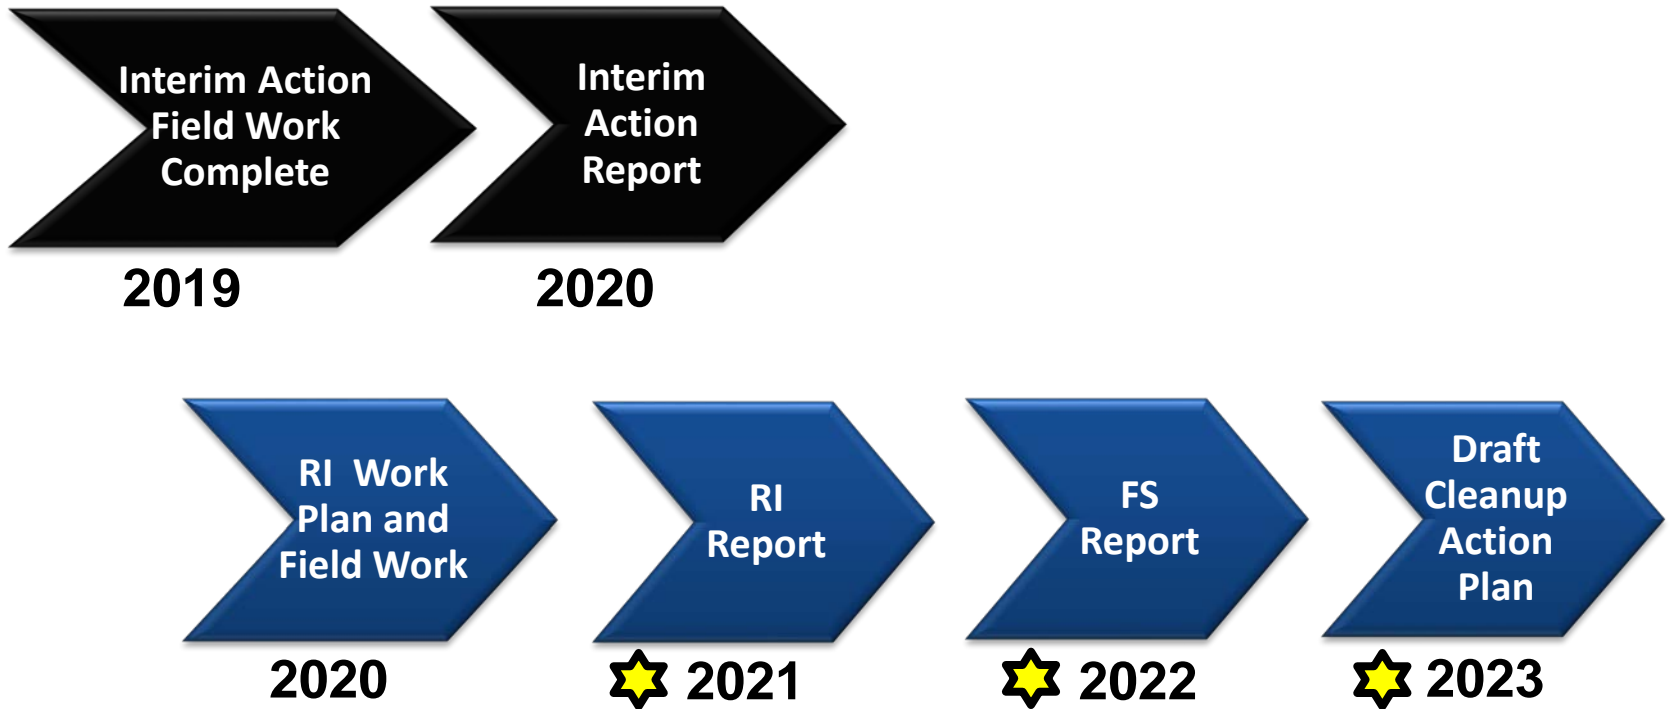 Interim Action
Field Work
Complete
2019
Interim
Action
Report
2020
RI  Work
Plan and
Field Work
2020
RI
Report
2021
FS
Report
2022
Draft
Cleanup
Action
Plan
2023